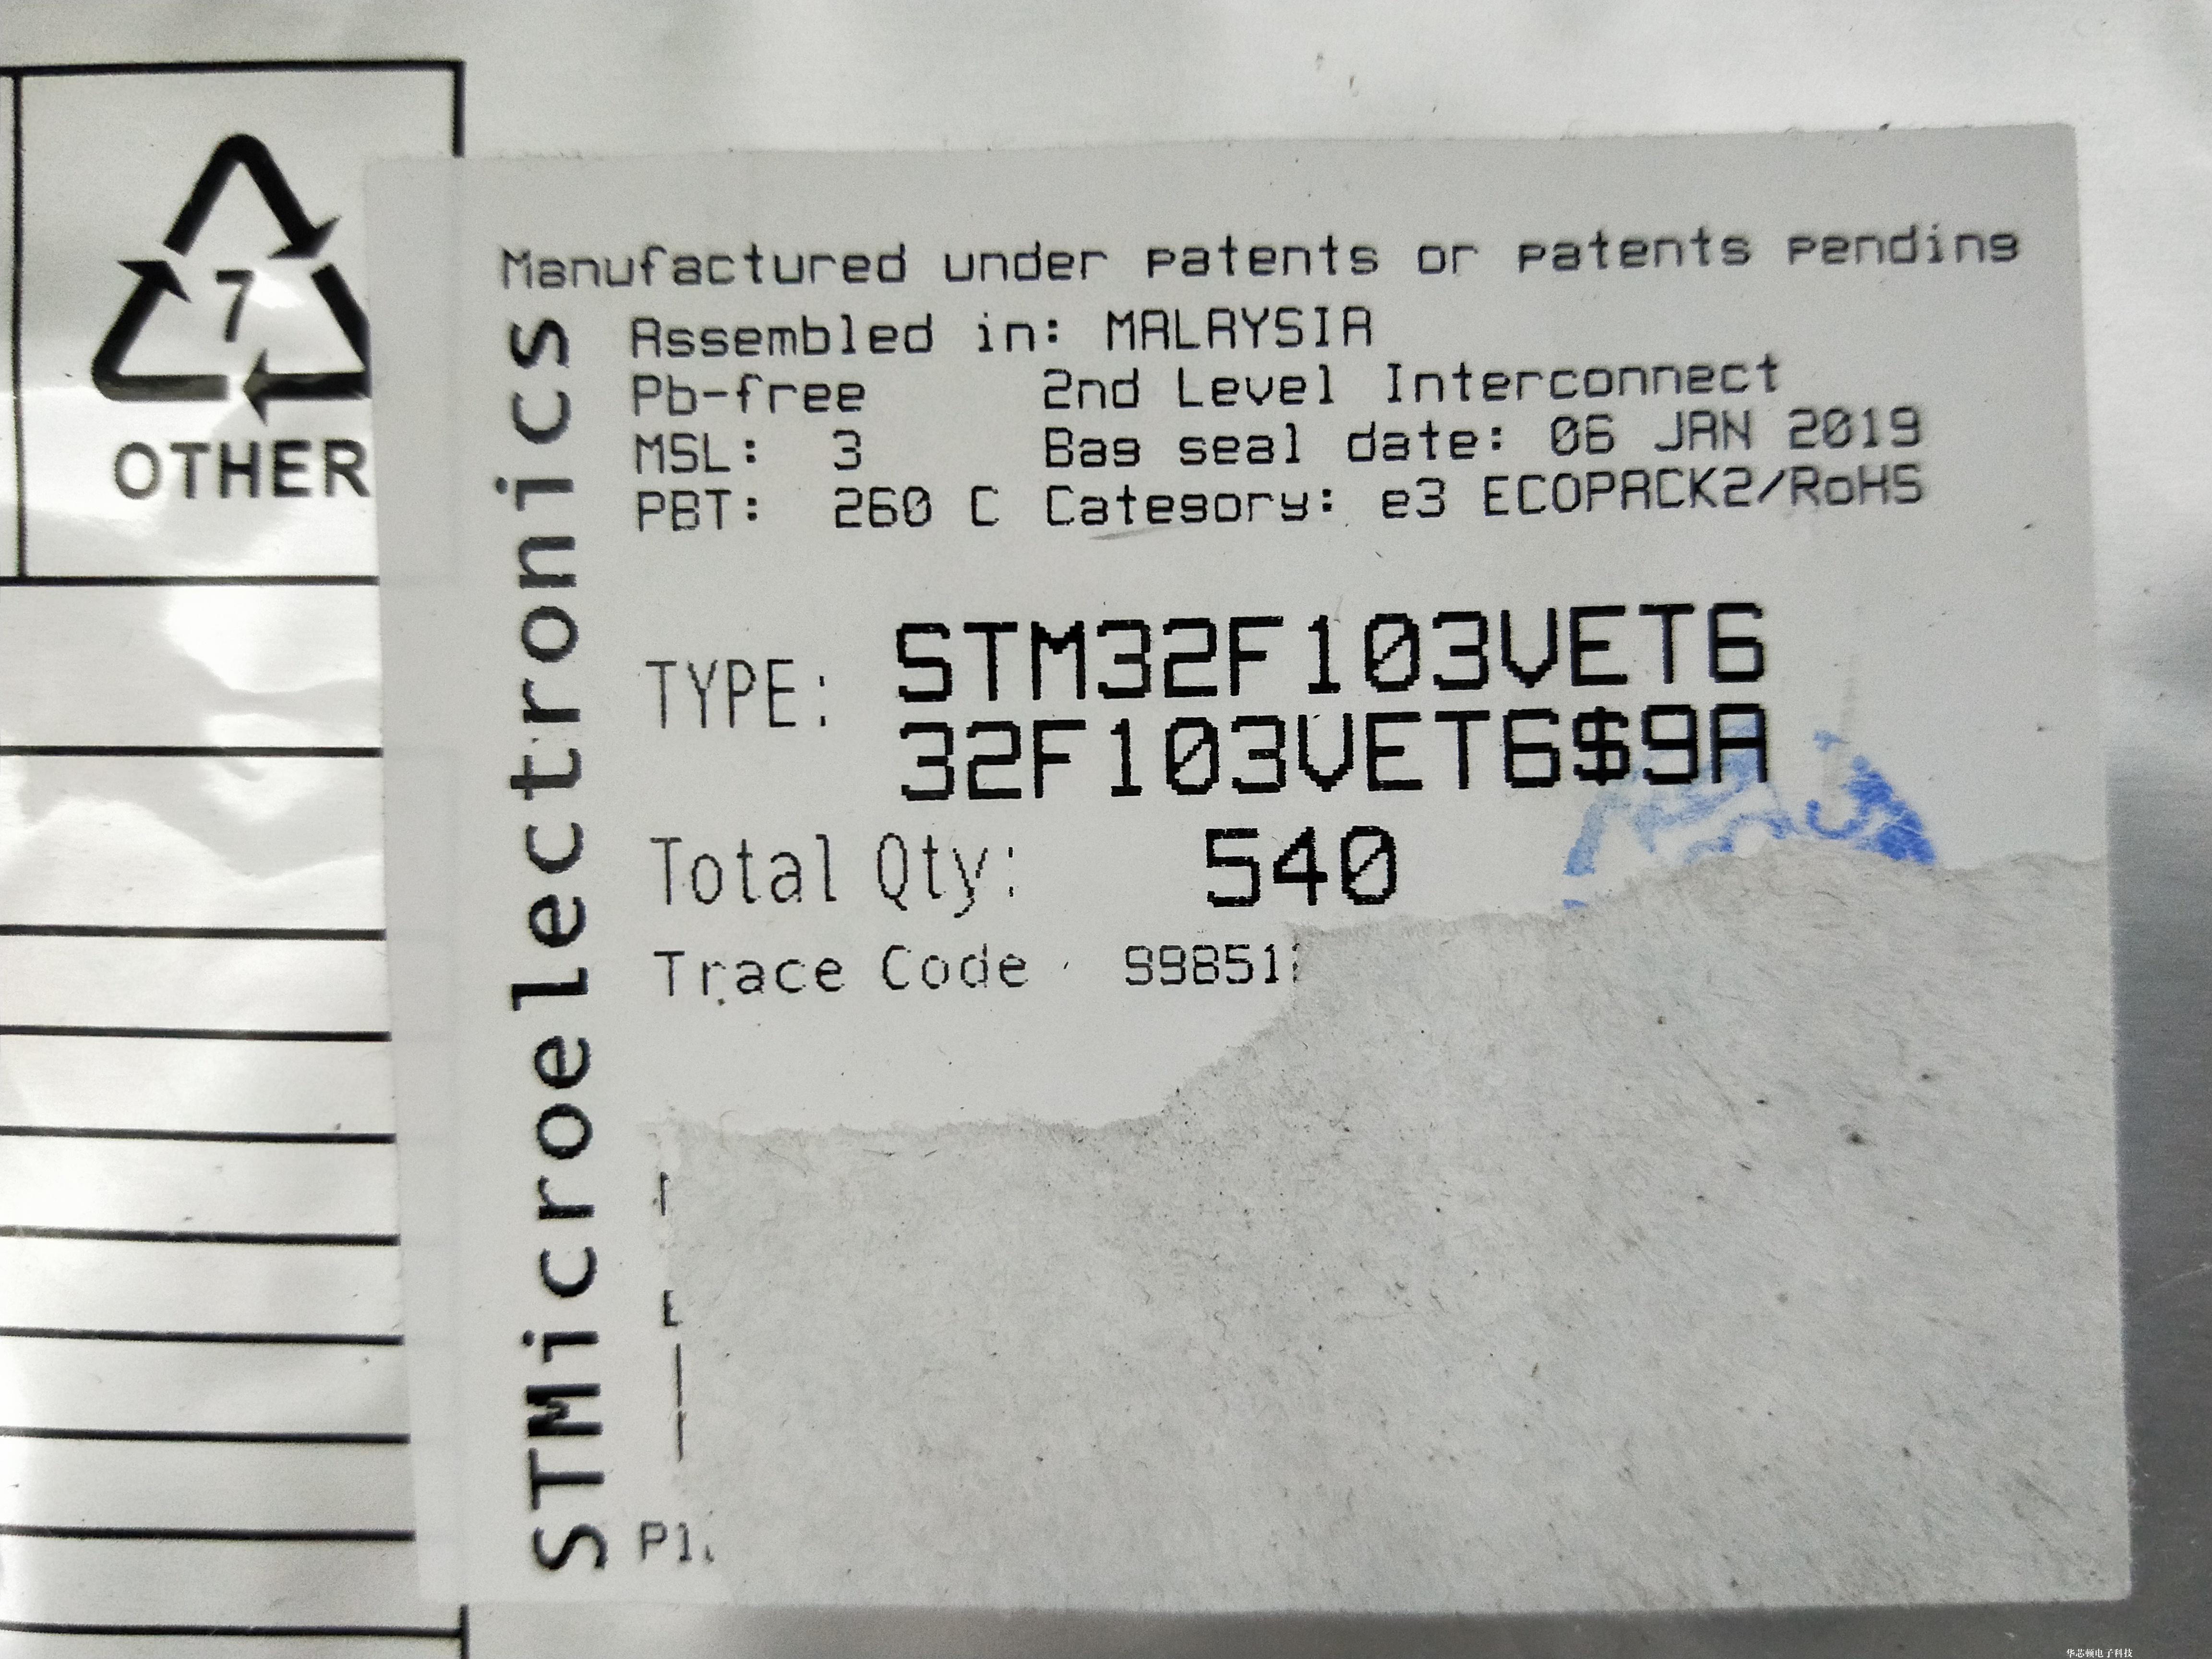 7
OTHER
STMicroelectronics
Manufactured under patents or patents pending
Assembled in: MALAYSIA
Pb-free 2nd Level Interconnect
MSL: 3 Bag seal date: 06 JAN 2019
PBT: 260 C Category: e3 ECOPACK2/RoHS
TYPE: STM32F103VET6
32F103VET6$9A
Total Qty: 540
Trace Code
华芯顿电子科技